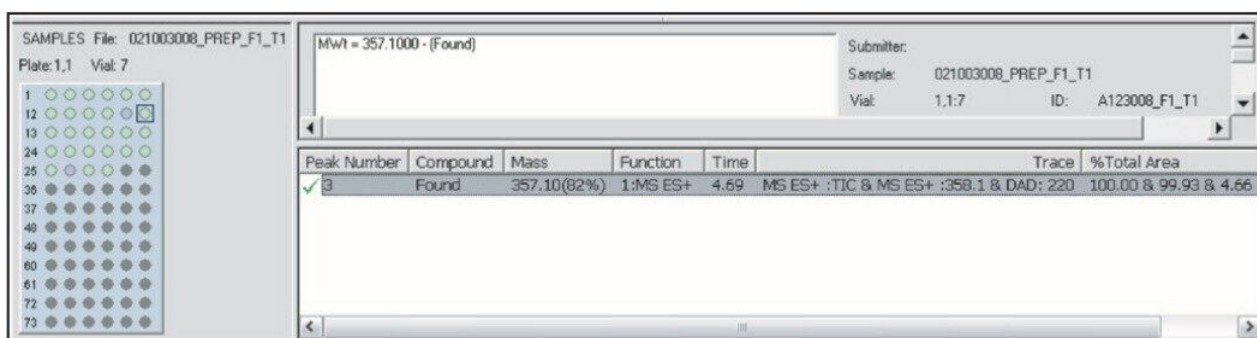 SAMPLES File: 021003008_PREP_F1_T1
Plate: 1,1 Vial: 7
1
12
13
24
25
36
37
48
49
60
61
72
73
MWt = 357.1000 - (Found)
Submitter:
Sample: 021003008_PREP_F1_T1
Vial: 1,1:7 ID: A123008_F1_T1
Peak Number Compound Mass Function Time Trace %Total Area
3 Found 357.10(82%) 1:MS ES+ 4.69 MS ES+ :TIC & MS ES+ :358.1 & DAD: 220 100.00 & 99.93 & 4.66